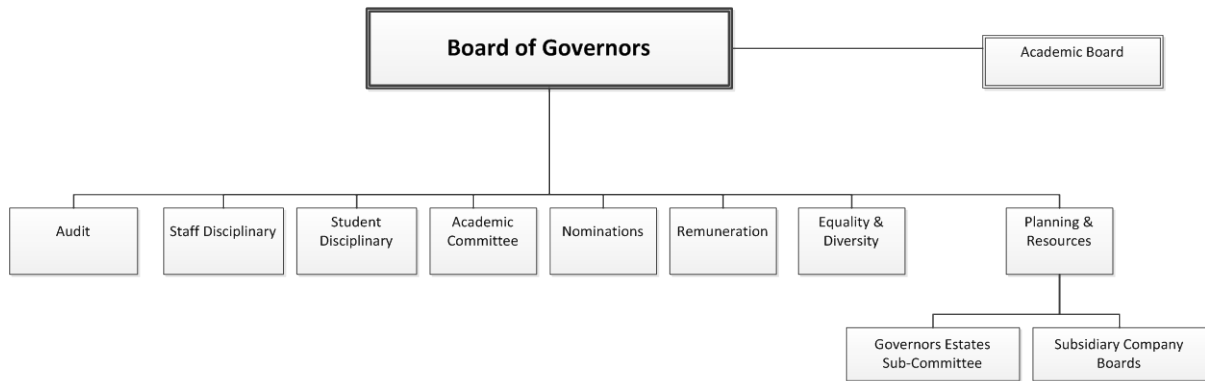 Board of Governors
Academic Board
Audit
Staff Disciplinary
Student
Disciplinary
Academic
Committee
Nominations
Remuneration
Equality &
Diversity
Planning &
Resources
Governors Estates
Sub-Committee
Subsidiary Company
Boards